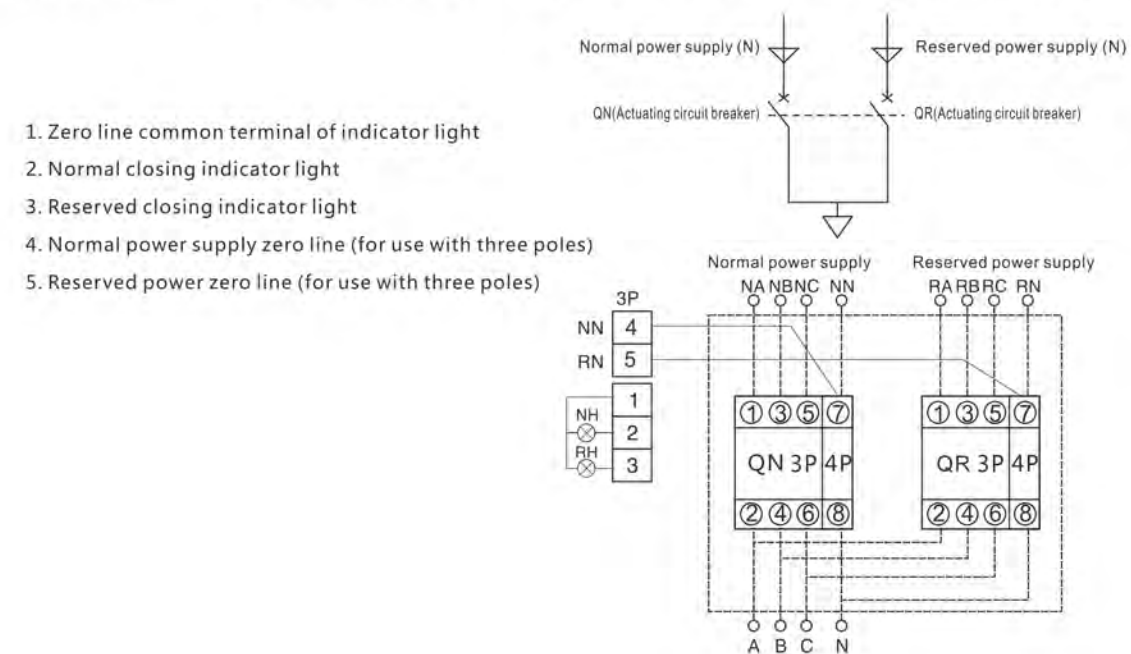 Normal power supply (N)
Reserved power supply (N)
QN(Actuating circuit breaker)
QR(Actuating circuit breaker)
1. Zero line common terminal of indicator light
2. Normal closing indicator light
3. Reserved closing indicator light
4. Normal power supply zero line (for use with three poles)
5. Reserved power zero line (for use with three poles)
Normal power supply
Reserved power supply
NA NB NC NN
RA RB RC RN
3P
NN 4
RN 5
1
NH
2
RH
3
① ③ ⑤ ⑦
① ③ ⑤ ⑦
QN 3P 4P
QR 3P 4P
② ④ ⑥ ⑧
② ④ ⑥ ⑧
A B C N